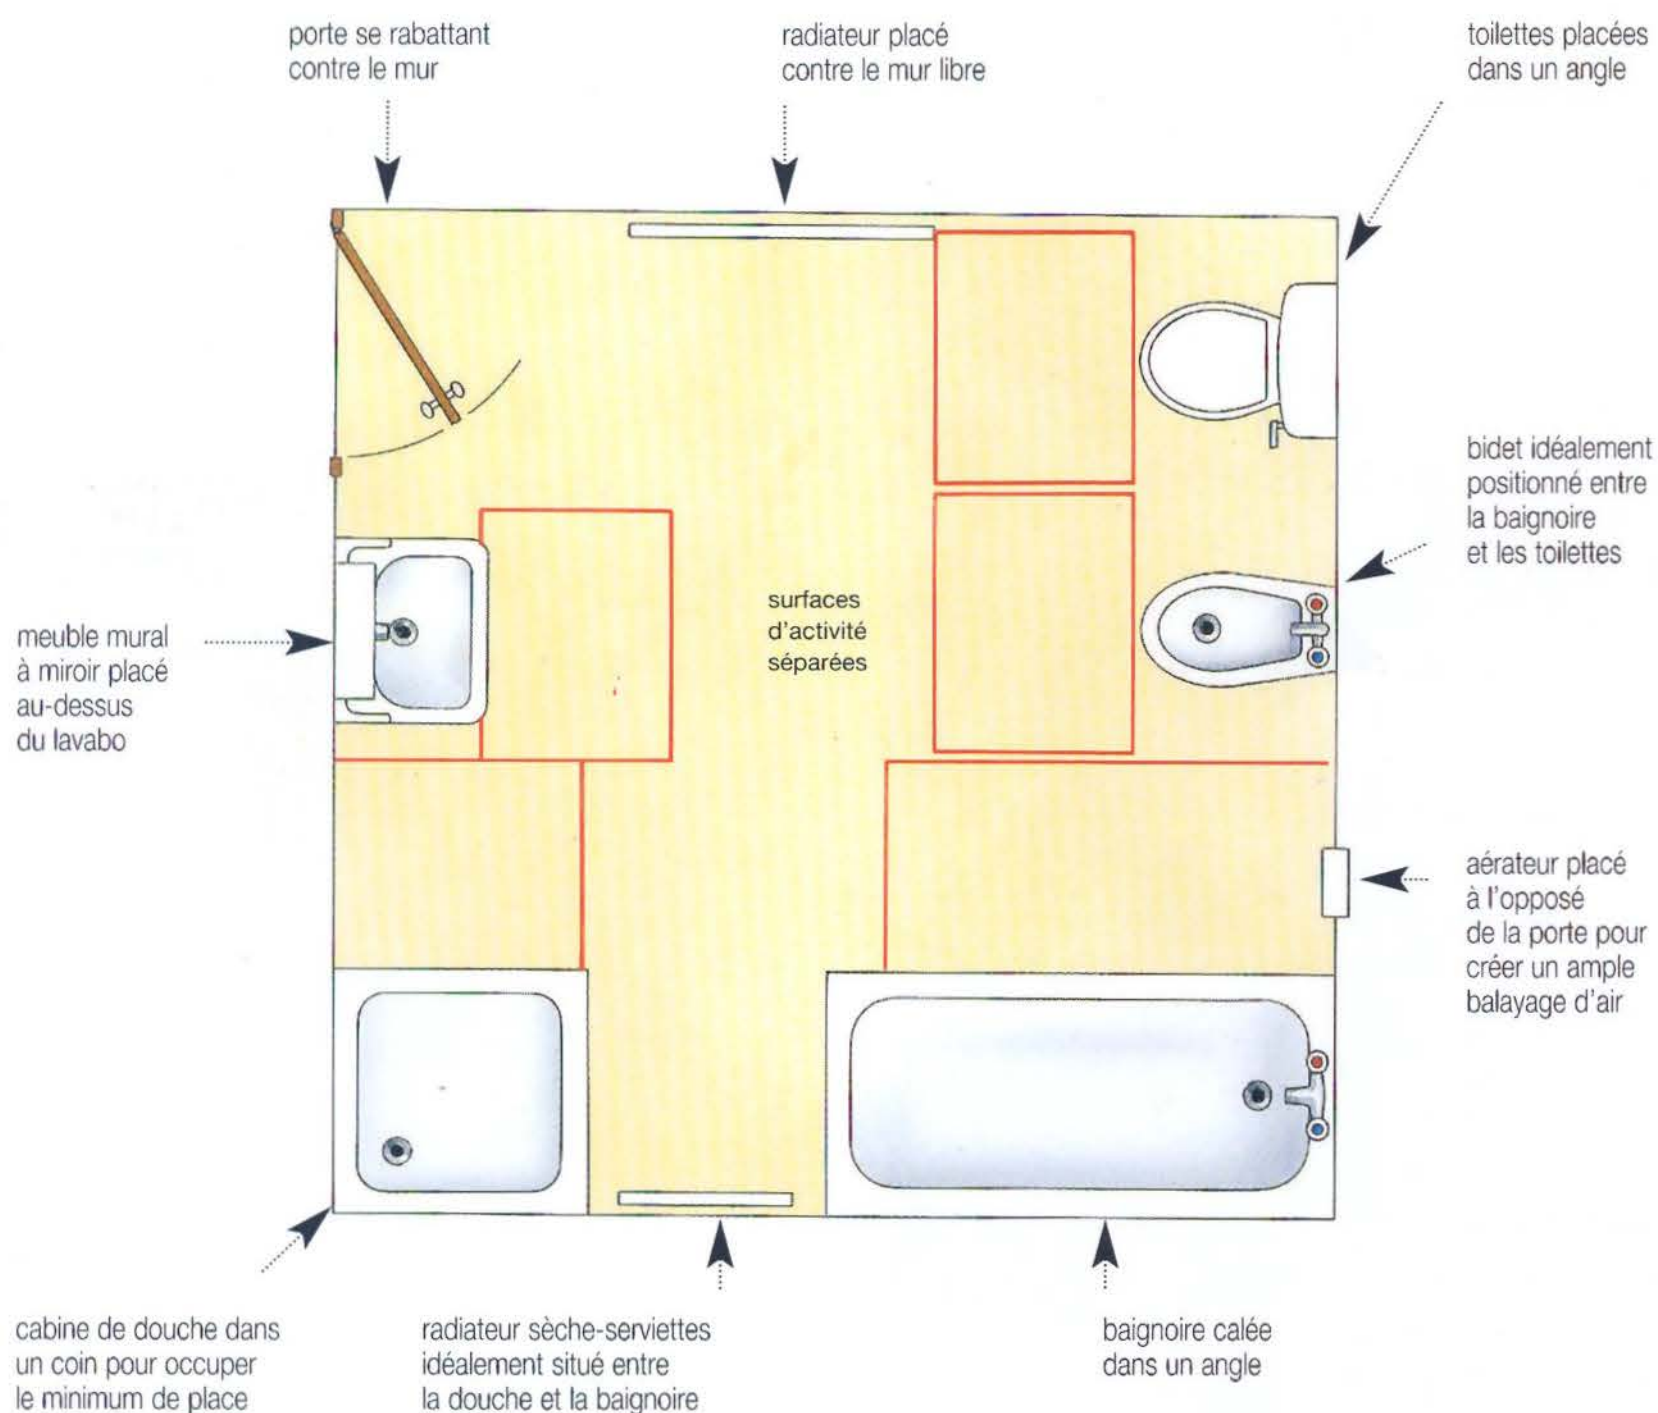 porte se rabattant
contre le mur
radiateur placé
contre le mur libre
toilettes placées
dans un angle
bidet idéalement
positionné entre
la baignoire
et les toilettes
surfaces
d'activité
séparées
meuble mural
à miroir placé
au-dessus
du lavabo
aérateur placé
à l'opposé
de la porte pour
créer un ample
balayage d'air
cabine de douche dans
un coin pour occuper
le minimum de place
radiateur sèche-serviettes
idéalement situé entre
la douche et la baignoire
baignoire calée
dans un angle